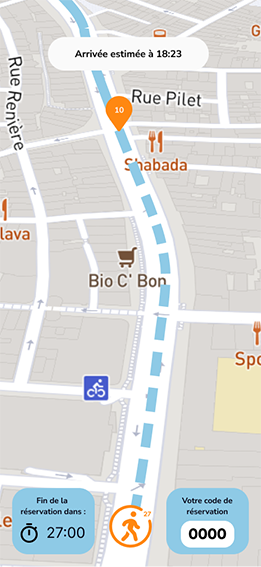 Arrivée estimée à 18:23
G
10
Rue Pilet
Rue Renière
Shabada
lava
Bio C' Bon
Spo
Fin de la
réservation dans :
27:00
27
Votre code de
réservation
0000
Le